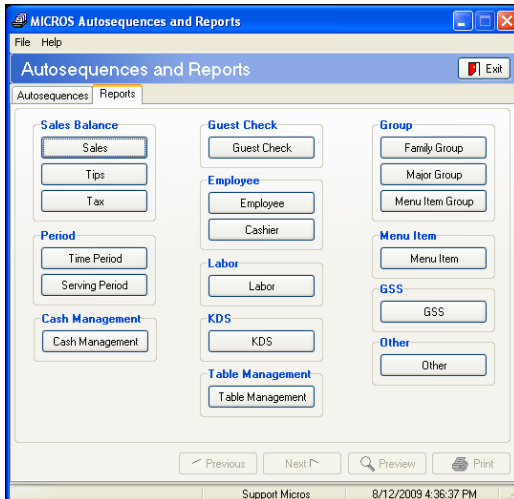 MICROS Autosequences and Reports
File Help
Autosequences and Reports
Exit
Autosequences Reports
Sales Balance
Sales
Tips
Tax
Period
Time Period
Serving Period
Cash Management
Cash Management
Guest Check
Guest Check
Employee
Employee
Cashier
Labor
Labor
KDS
KDS
Table Management
Table Management
Group
Family Group
Major Group
Menu Item Group
Menu Item
Menu Item
GSS
GSS
Other
Other
Previous Next Preview Print
Support Micros 8/12/2009 4:36:37 PM